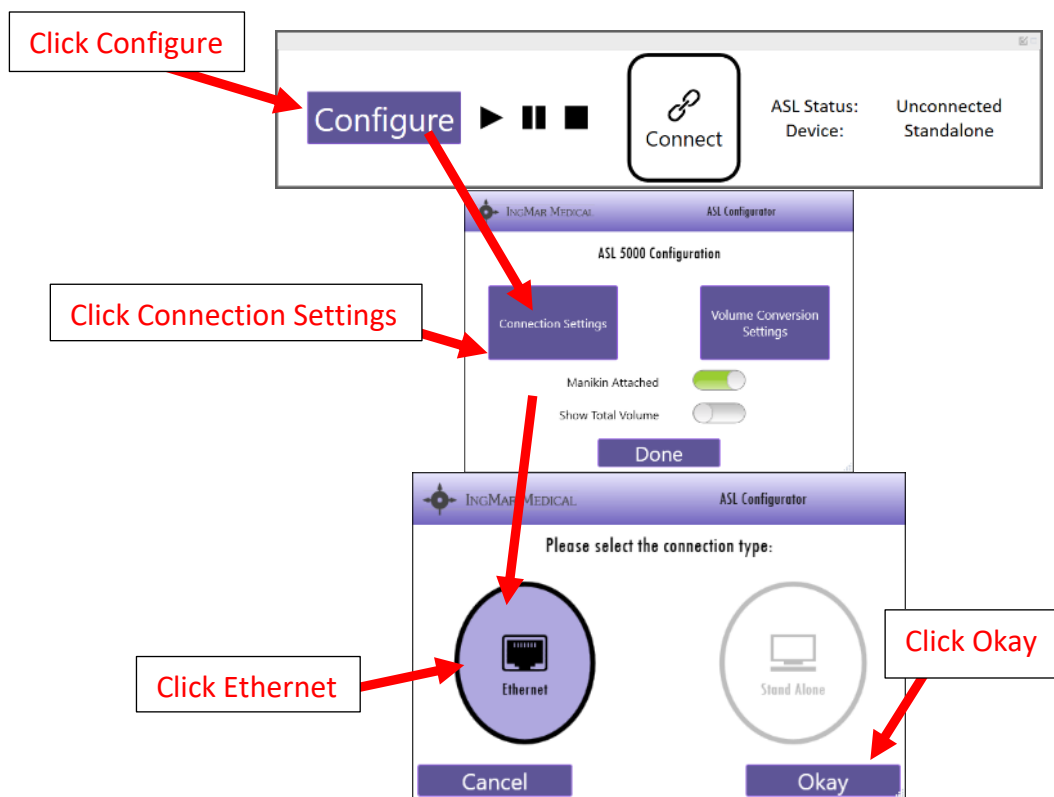 Click Configure
Configure
Connect
ASL Status: Unconnected
Device: Standalone
INGMAR MEDICAL
ASL Configurator
ASL 5000 Configuration
Click Connection Settings
Connection Settings
Volume Conversion
Settings
Manikin Attached
Show Total Volume
Done
INGMAR MEDICAL
ASL Configurator
Please select the connection type:
Click Okay
Click Ethernet
Ethernet
Stand Alone
Cancel
Okay